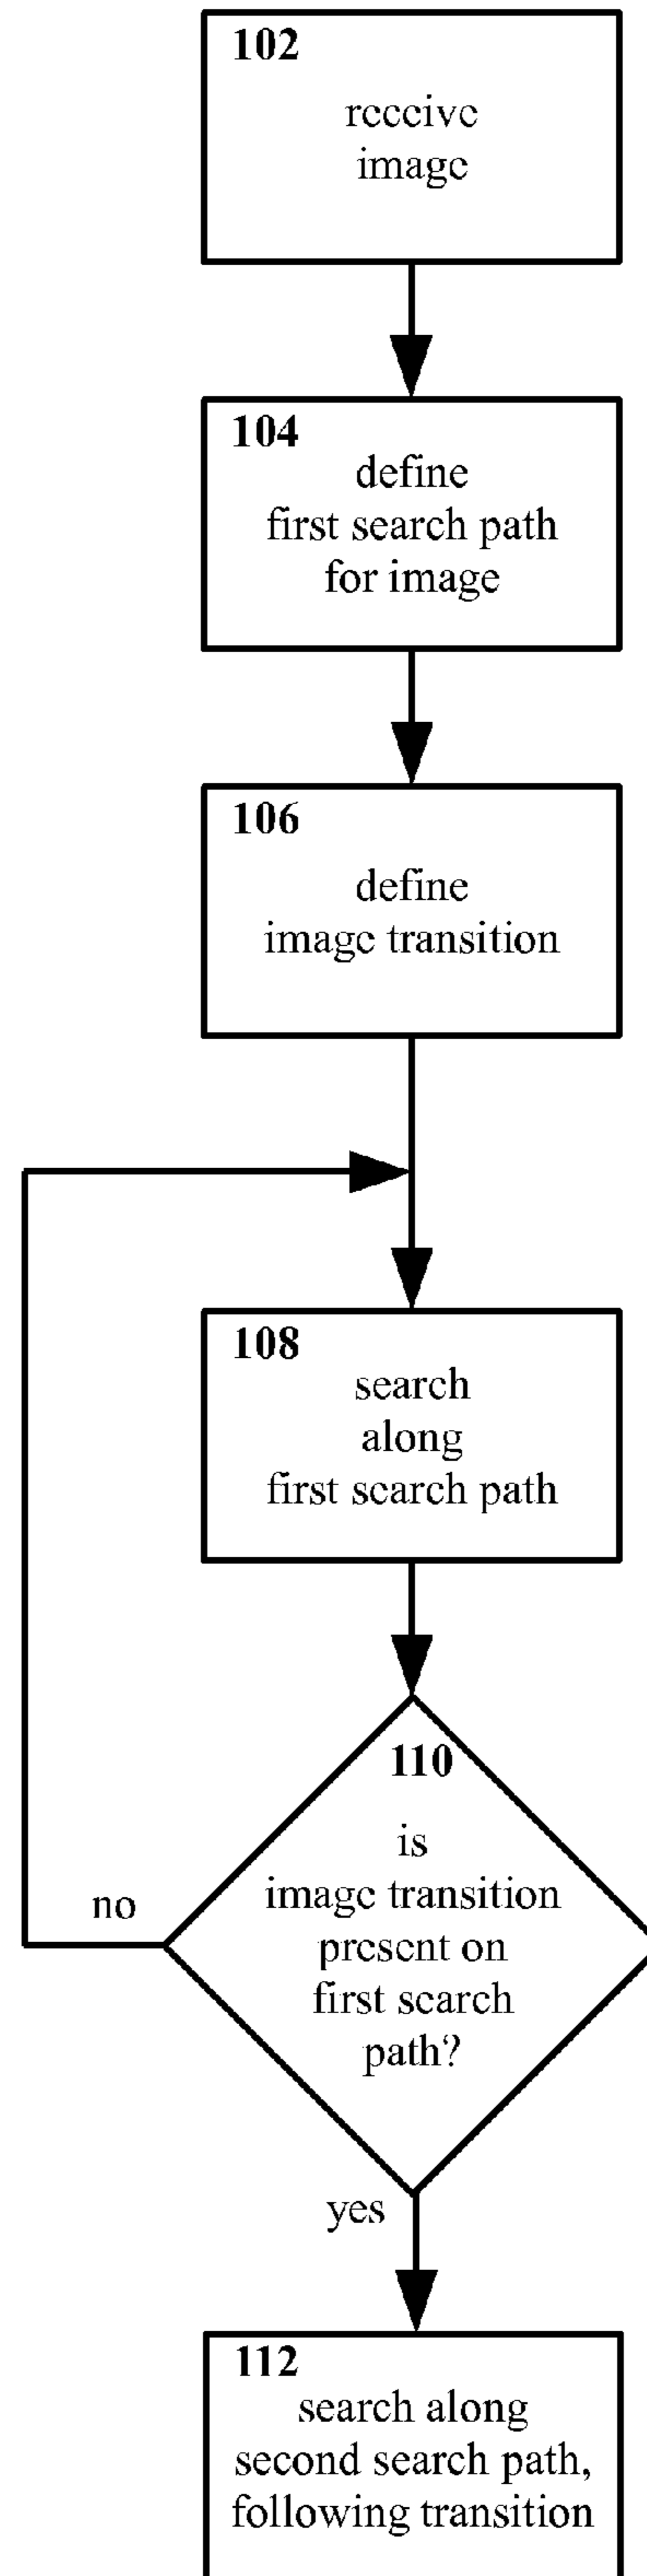 102
receive
image
104
define
first search path
for image
106
define
image transition
108
search
along
first search path
110
is
image transition
present on
first search
path?
no
yes
112
search along
second search path,
following transition